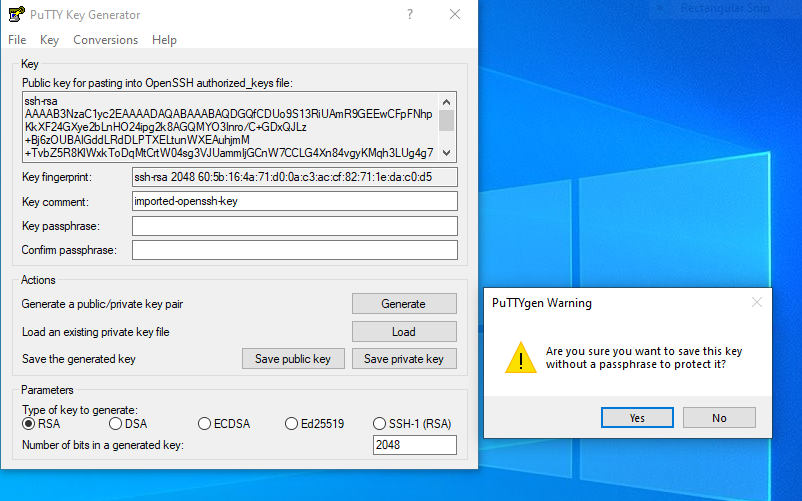 PuTTY Key Generator
?
File Key Conversions Help
Key
Public key for pasting into OpenSSH authorized_keys file:
ssh-rsa
AAAAB3NzaC1yc2EAAAADAQABAAABAQDGQfCDUo9S13RiUAmR9GEEwCFpFNhp
KkXF24GXye2bLnHO24ipg2k8AGQMYO3Inro/C+GDxQJLz
+Bj6zOUBAIGddLRdDLPTXELtunWXEAuhjmM
+TvbZ5R8KlWxkToDqMtCrtW04sg3VJUammIjGCnW7CCLG4Xn84vgyKMqh3LUg4g7
Key fingerprint: ssh-rsa 2048 60:5b:16:4a:71:d0:0a:c3:ac:cf:82:71:1e:da:c0:d5
Key comment: imported-openssh-key
Key passphrase:
Confirm passphrase:
Actions
Generate a public/private key pair Generate
Load an existing private key file Load
Save the generated key Save public key Save private key
Parameters
Type of key to generate:
RSA DSA ECDSA Ed25519 SSH-1 (RSA)
Number of bits in a generated key: 2048
Rectangular Snip
PuTTYgen Warning
Are you sure you want to save this key
without a passphrase to protect it?
Yes No